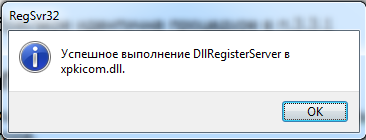 RegSvr32
Успешное выполнение DllRegisterServer в
xpkicom.dll.
OK